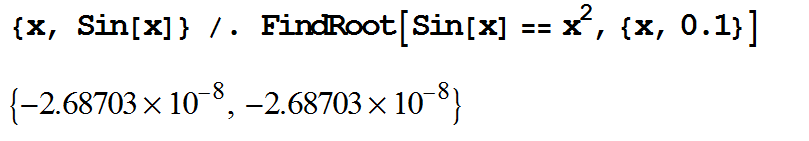 {x, Sin[x]} /. FindRoot[Sin[x] == x², {x, 0.1}]
{−2.68703 × 10⁻⁸, −2.68703 × 10⁻⁸}